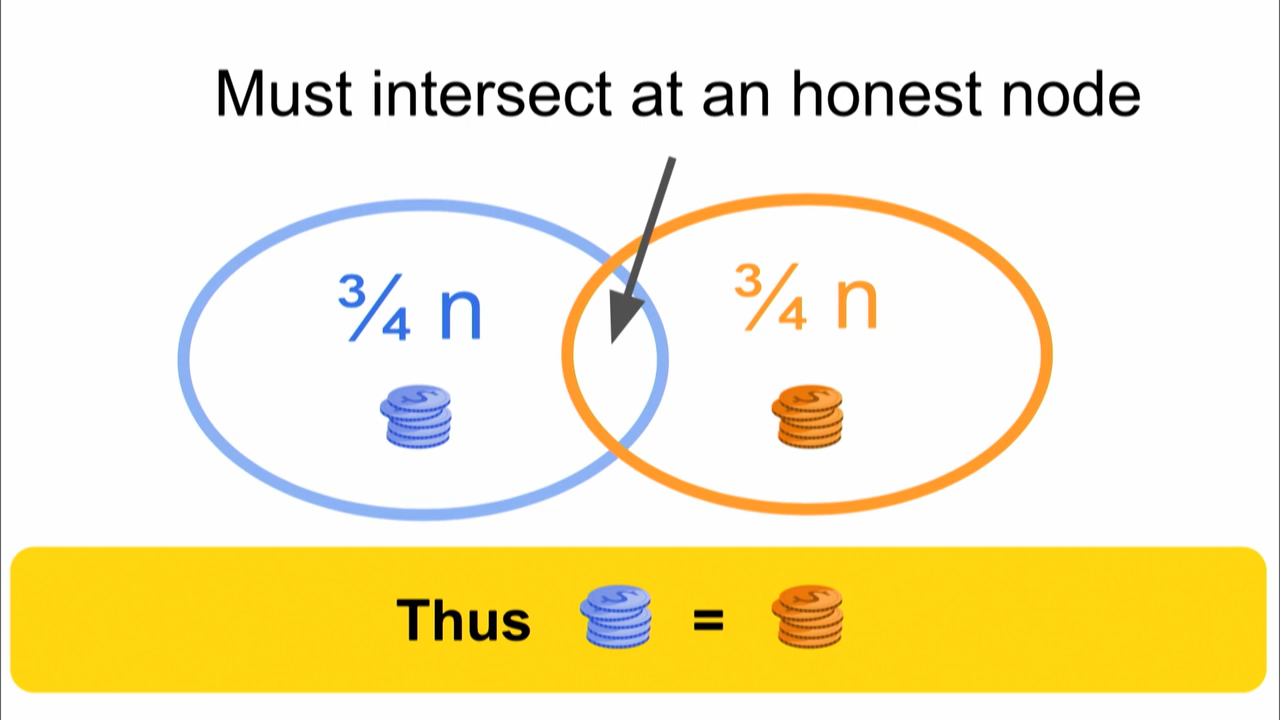 Must intersect at an honest node
¾ n
¾ n
Thus =